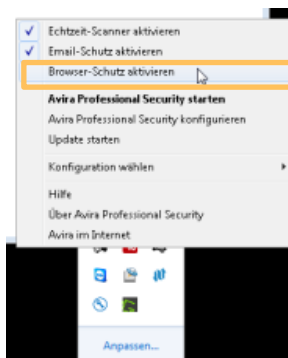 Echtzeit-Scanner aktivieren
Email-Schutz aktivieren
Browser-Schutz aktivieren
Avira Professional Security starten
Avira Professional Security konfigurieren
Update starten
Konfiguration wählen
Hilfe
Über Avira Professional Security
Avira im Internet
Anpassen...